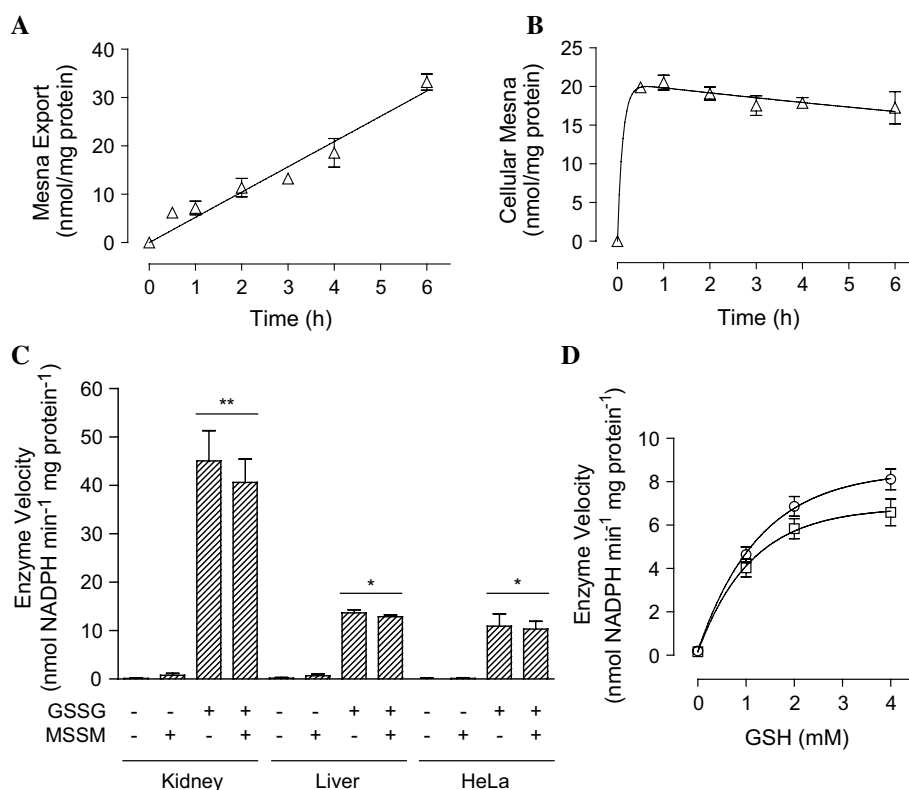 A
Mesna Export
(nmol/mg protein)
40
30
20
10
0
0 1 2 3 4 5 6
Time (h)
B
Cellular Mesna
(nmol/mg protein)
25
20
15
10
5
0
0 1 2 3 4 5 6
Time (h)
C
Enzyme Velocity
(nmol NADPH min⁻¹ mg protein⁻¹)
60
50
40
30
20
10
0
**
*
*
GSSG - - + + - - + + - - + +
MSSM - + - + - + - + - + - +
Kidney Liver HeLa
D
Enzyme Velocity
(nmol NADPH min⁻¹ mg protein⁻¹)
10
8
6
4
2
0
0 1 2 3 4
GSH (mM)